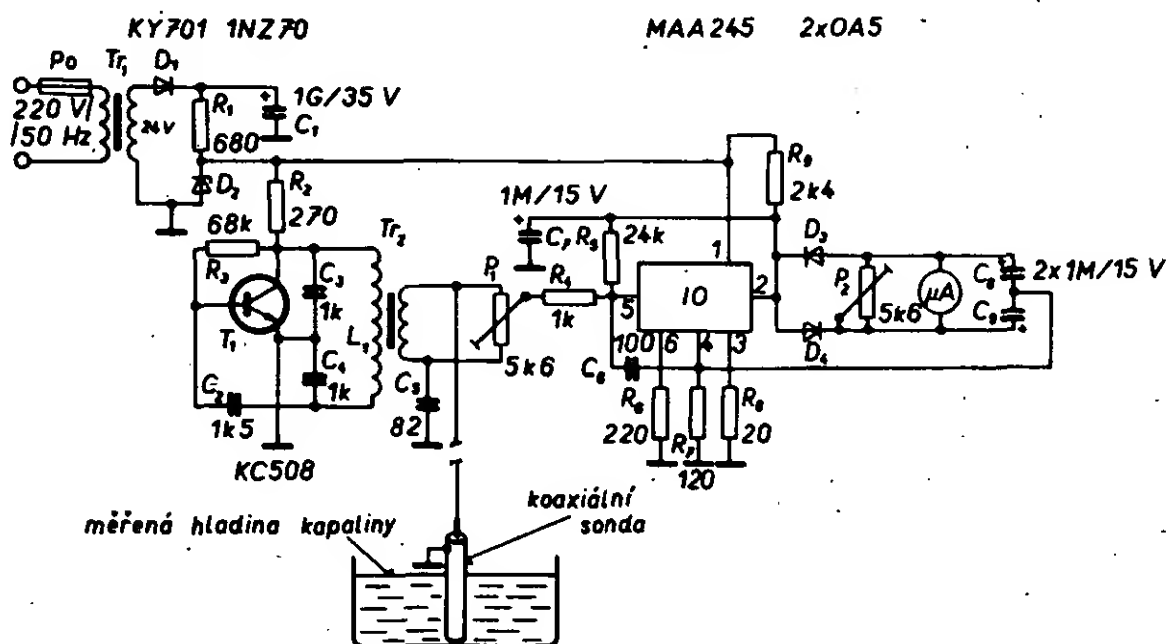 KY701 1NZ70
MAA245 2xOA5
Po
Tr₁
D₁
220 V/
/50 Hz
24V
R₁
680
1G/35 V
C₁
D₂
R₂
270
68k
R₃
T₁
C₃
1k
C₄
1k
C₂
1k5
KC508
Tr₂
L₁
C₅
82
P₁
5k6
R₄
1k
1M/15 V
C₇
R₅
24k
R₉
2k4
1
2
5
IO
6
4
3
100
C₆
R₆
220
R₇
120
R₈
20
D₃
D₄
P₂
5k6
µA
C₈
C₉
2x1M/15 V
měřená hladina kapaliny
koaxiální
sonda